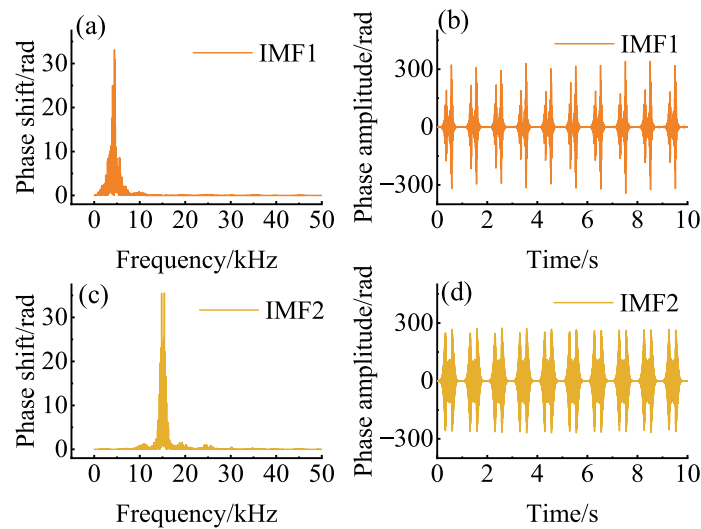 (a)
IMF1
Phase shift/rad
30
20
10
0
0 10 20 30 40 50
Frequency/kHz
(b)
IMF1
Phase amplitude/rad
300
0
−300
0 2 4 6 8 10
Time/s
(c)
IMF2
Phase shift/rad
30
20
10
0
0 10 20 30 40 50
Frequency/kHz
(d)
IMF2
Phase amplitude/rad
300
0
−300
0 2 4 6 8 10
Time/s